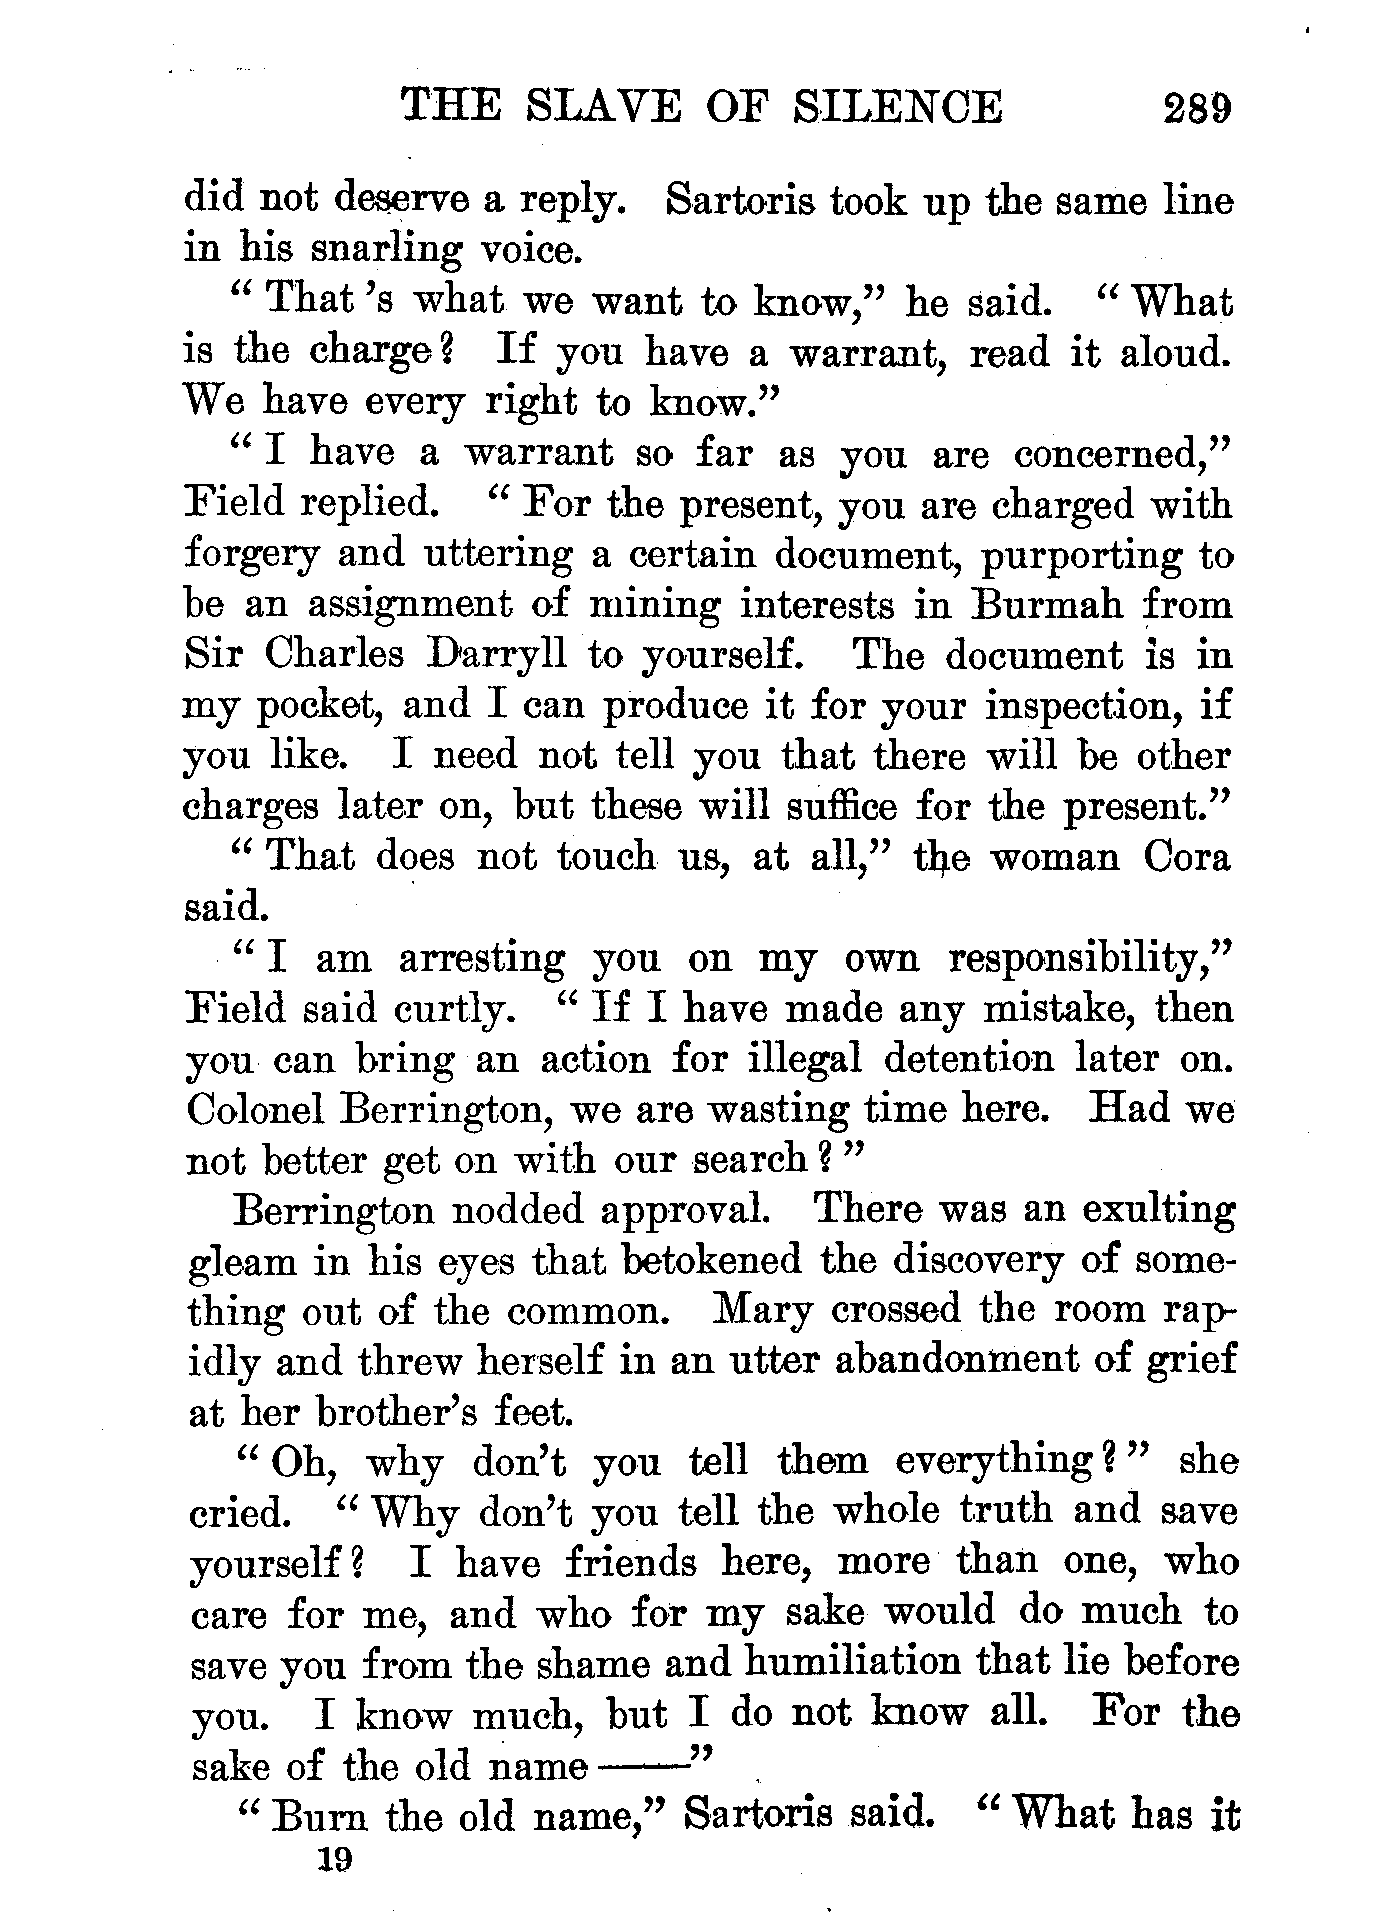 THE SLAVE OF SILENCE 289
did not deserve a reply. Sartoris took up the same line
in his snarling voice.
“ That ’s what we want to know,” he said. “ What
is the charge? If you have a warrant, read it aloud.
We have every right to know.”
“ I have a warrant so far as you are concerned,”
Field replied. “ For the present, you are charged with
forgery and uttering a certain document, purporting to
be an assignment of mining interests in Burmah from
Sir Charles Darryll to yourself. The document is in
my pocket, and I can produce it for your inspection, if
you like. I need not tell you that there will be other
charges later on, but these will suffice for the present.”
“ That does not touch us, at all,” the woman Cora
said.
“ I am arresting you on my own responsibility,”
Field said curtly. “ If I have made any mistake, then
you can bring an action for illegal detention later on.
Colonel Berrington, we are wasting time here. Had we
not better get on with our search ? ”
Berrington nodded approval. There was an exulting
gleam in his eyes that betokened the discovery of some-
thing out of the common. Mary crossed the room rap-
idly and threw herself in an utter abandonment of grief
at her brother’s feet.
“ Oh, why don’t you tell them everything? ” she
cried. “ Why don’t you tell the whole truth and save
yourself? I have friends here, more than one, who
care for me, and who for my sake would do much to
save you from the shame and humiliation that lie before
you. I know much, but I do not know all. For the
sake of the old name ——”
“ Burn the old name,” Sartoris said. “ What has it
19